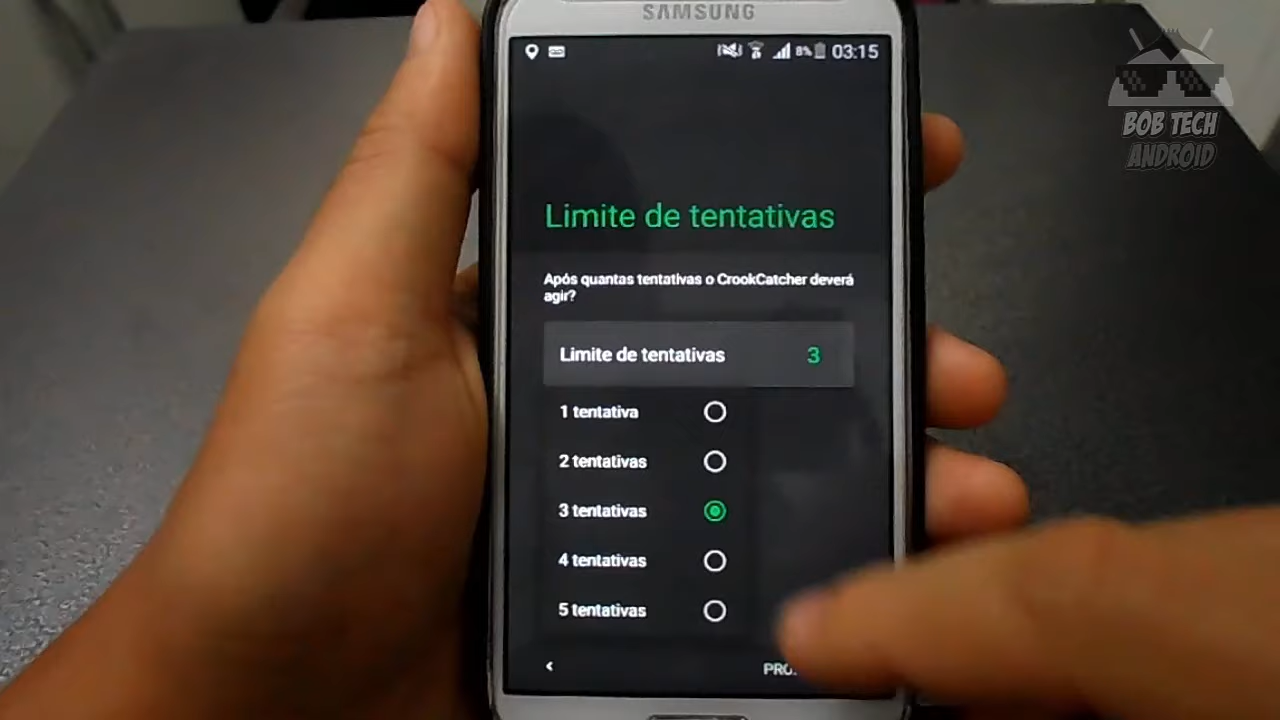 SAMSUNG
8% 03:15
BOB TECH
ANDROID
Limite de tentativas
Após quantas tentativas o CrookCatcher deverá
agir?
Limite de tentativas 3
1 tentativa
2 tentativas
3 tentativas
4 tentativas
5 tentativas